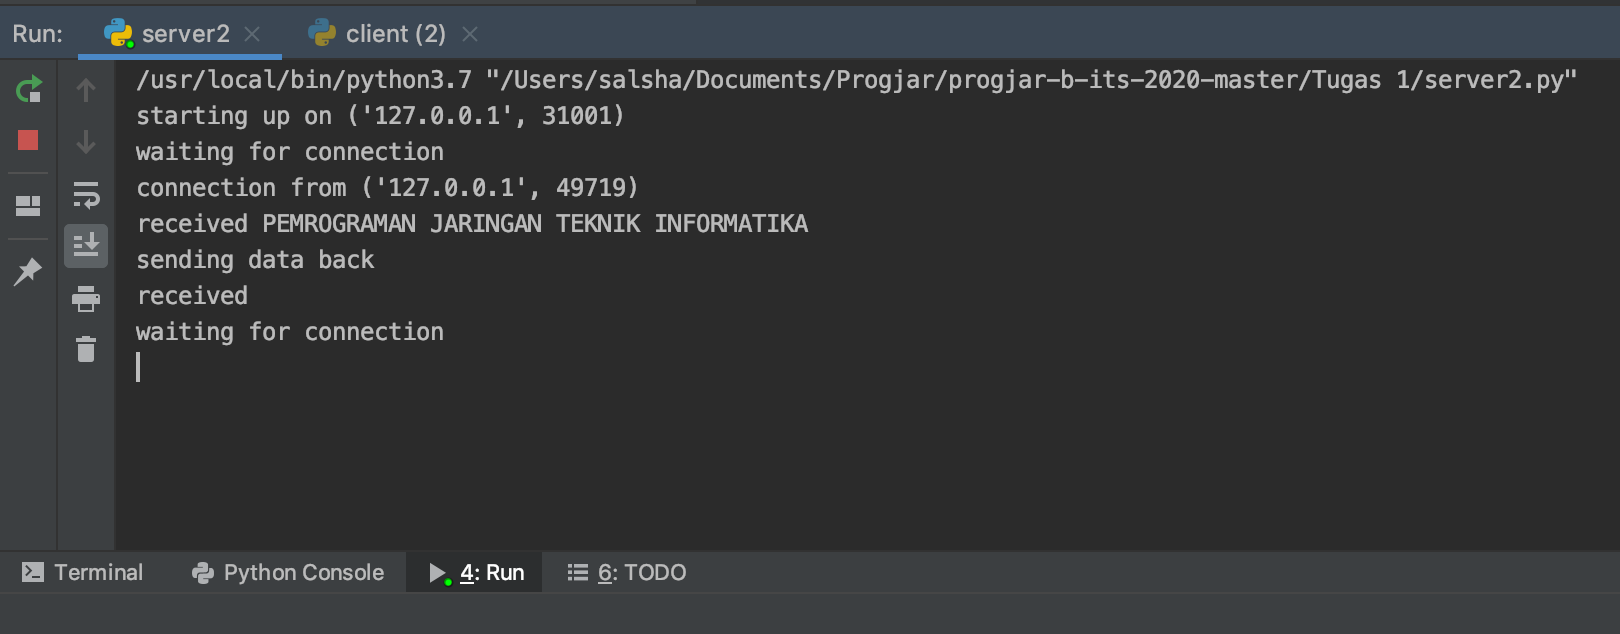 Run: server2 client (2)
/usr/local/bin/python3.7 "/Users/salsha/Documents/Progjar/progjar-b-its-2020-master/Tugas 1/server2.py"
starting up on ('127.0.0.1', 31001)
waiting for connection
connection from ('127.0.0.1', 49719)
received PEMROGRAMAN JARINGAN TEKNIK INFORMATIKA
sending data back
received
waiting for connection
Terminal Python Console 4: Run 6: TODO